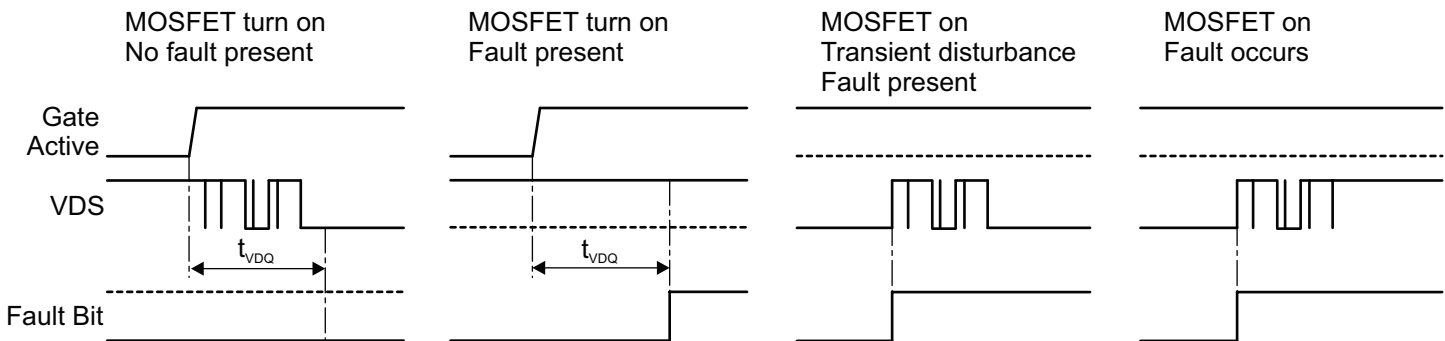 MOSFET turn on
No fault present
MOSFET turn on
Fault present
MOSFET on
Transient disturbance
Fault present
MOSFET on
Fault occurs
Gate
Active
VDS
tVDQ
tVDQ
Fault Bit